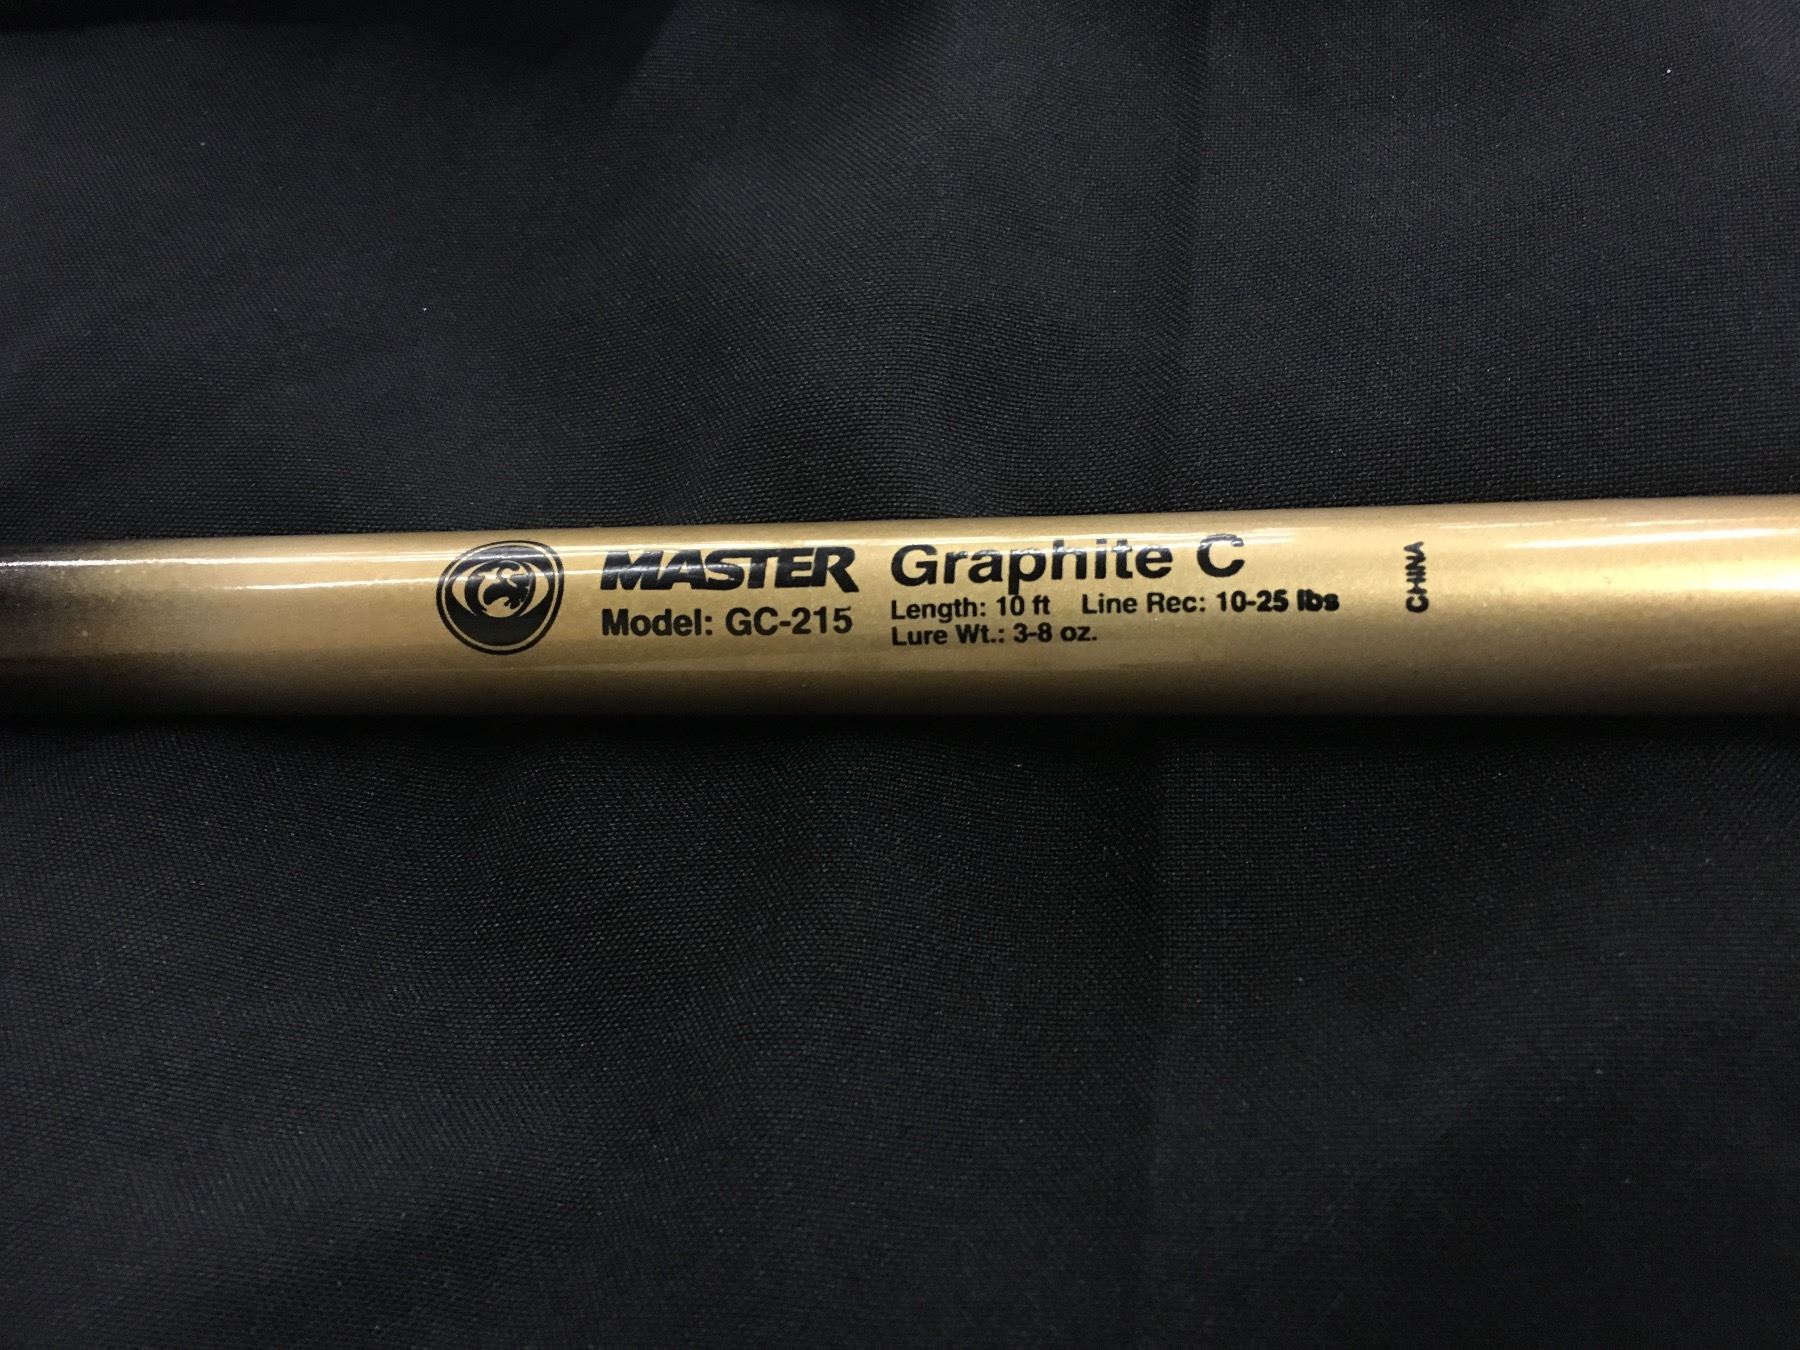 MASTER
Model: GC-215
Graphite C
Length: 10 ft Line Rec: 10-25 lbs
Lure Wt.: 3-8 oz.
CHINA